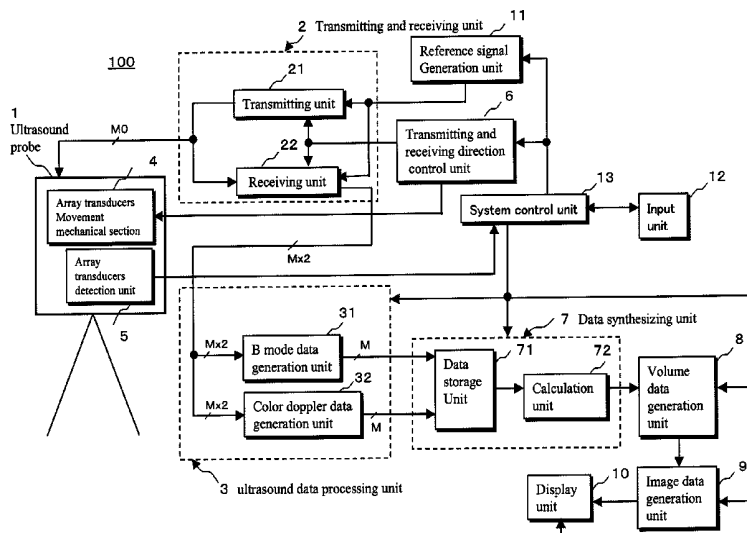 100
2 Transmitting and receiving unit
11
Reference signal
Generation unit
21
Transmitting unit
22
Receiving unit
6
Transmitting and
receiving direction
control unit
1
Ultrasound
probe
M0
4
Array transducers
Movement
mechanical section
Array
transducers
detection unit
5
13
System control unit
12
Input
unit
Mx2
31
Mx2
B mode data
generation unit
M
32
Mx2
Color doppler data
generation unit
M
3 ultrasound data processing unit
7 Data synthesizing unit
71
Data
storage
Unit
72
Calculation
unit
8
Volume
data
generation
unit
10
Display
unit
9
Image data
generation
unit